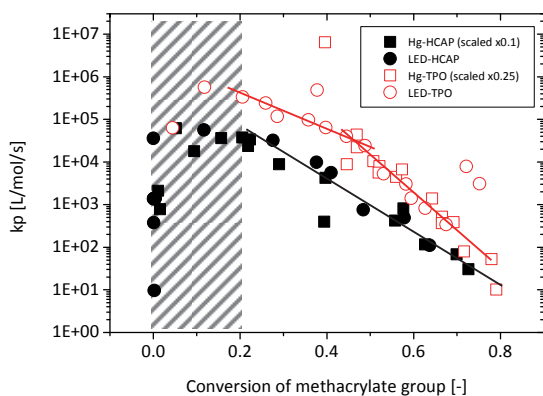 Hg-HCAP (scaled x0.1)
LED-HCAP
Hg-TPO (scaled x0.25)
LED-TPO
kp [L/mol/s]
1E+07
1E+06
1E+05
1E+04
1E+03
1E+02
1E+01
1E+00
0.0 0.2 0.4 0.6 0.8
Conversion of methacrylate group [-]